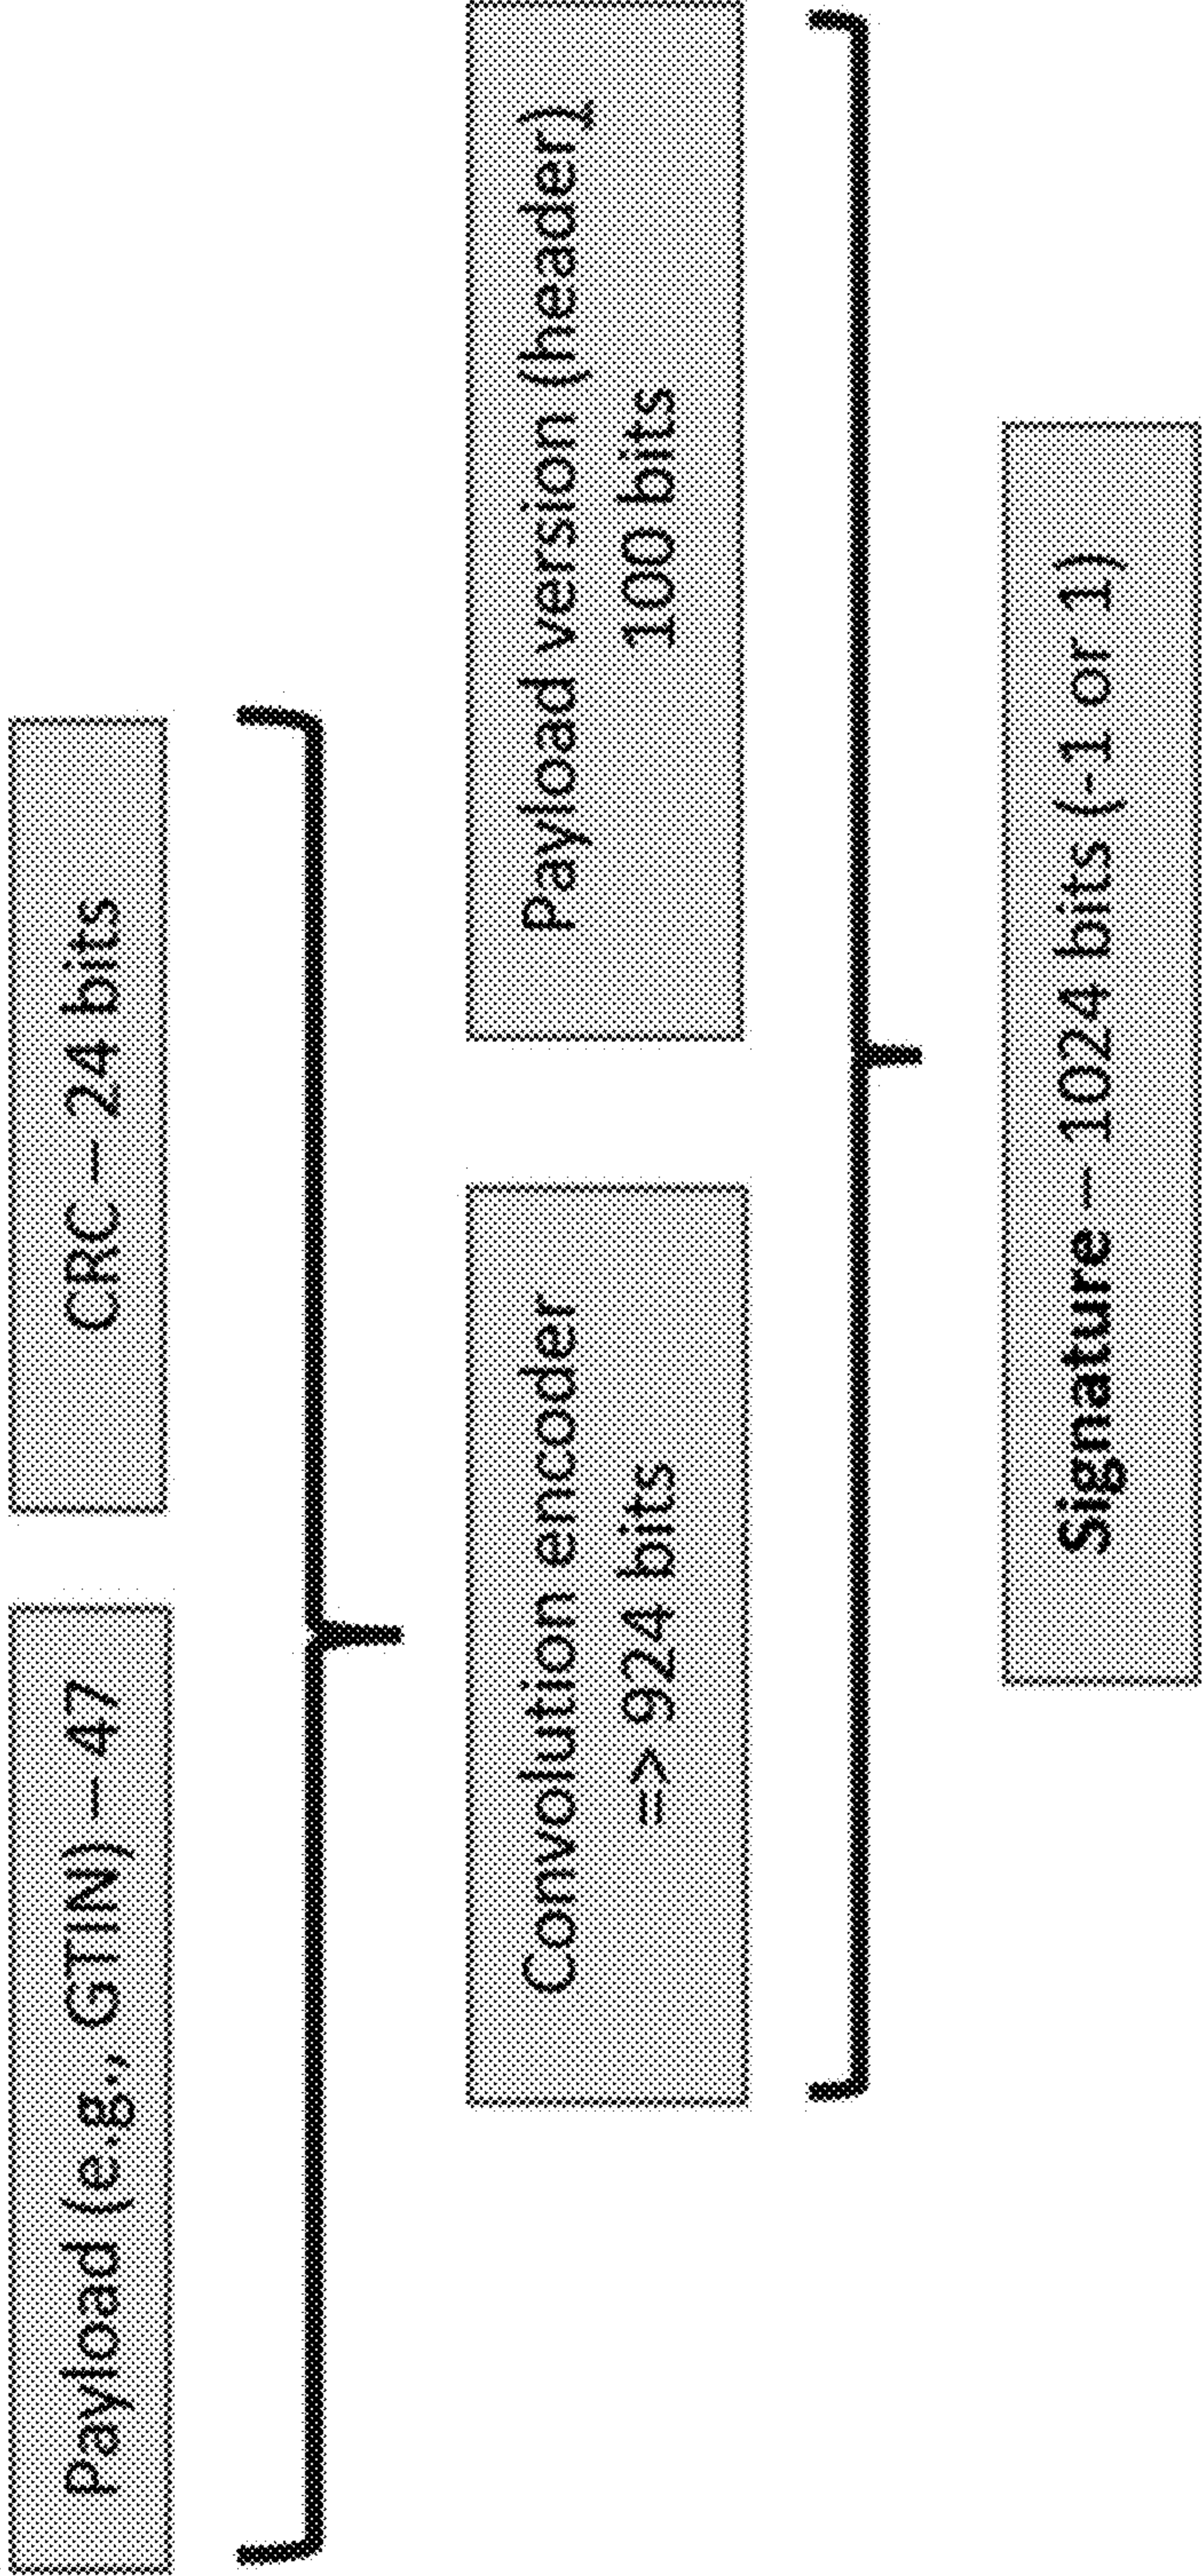 Payload (e.g., GTIN) – 47
CRC – 24 bits
Convolution encoder
=> 924 bits
Payload version (header)
100 bits
Signature – 1024 bits (-1 or 1)